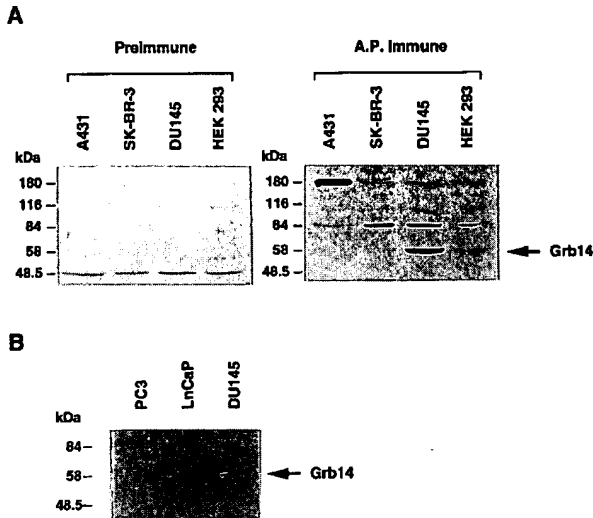 A
Preimmune
A.P. Immune
A431
SK-BR-3
DU145
HEK 293
A431
SK-BR-3
DU145
HEK 293
kDa
180
116
84
58
48.5
kDa
180
116
84
58
48.5
Grb14
B
PC3
LnCaP
DU145
kDa
84
58
48.5
Grb14